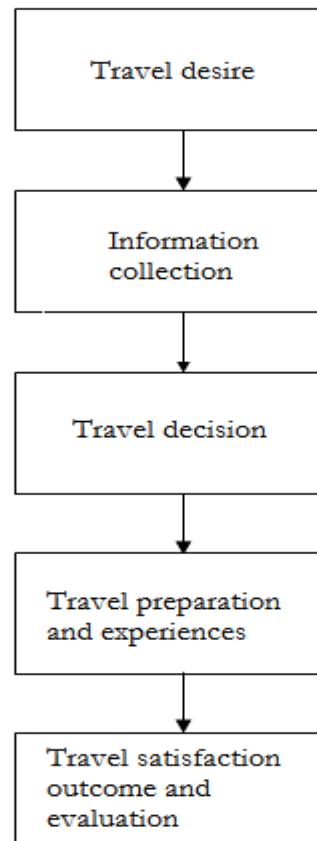 Travel desire
Information
collection
Travel decision
Travel preparation
and experiences
Travel satisfaction
outcome and
evaluation